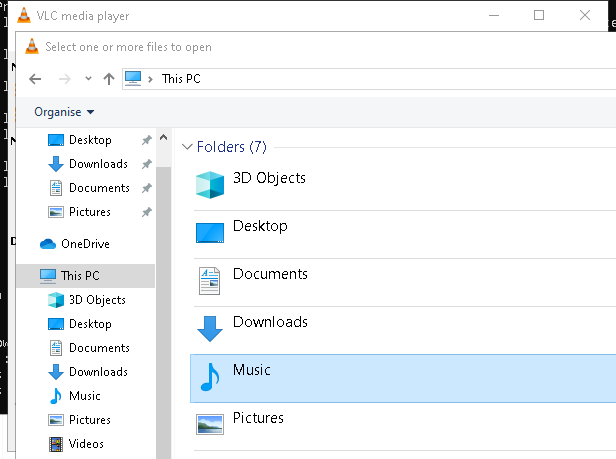 VLC media player
Select one or more files to open
This PC
Organise
Desktop
Downloads
Documents
Pictures
OneDrive
This PC
3D Objects
Desktop
Documents
Downloads
Music
Pictures
Videos
Folders (7)
3D Objects
Desktop
Documents
Downloads
Music
Pictures